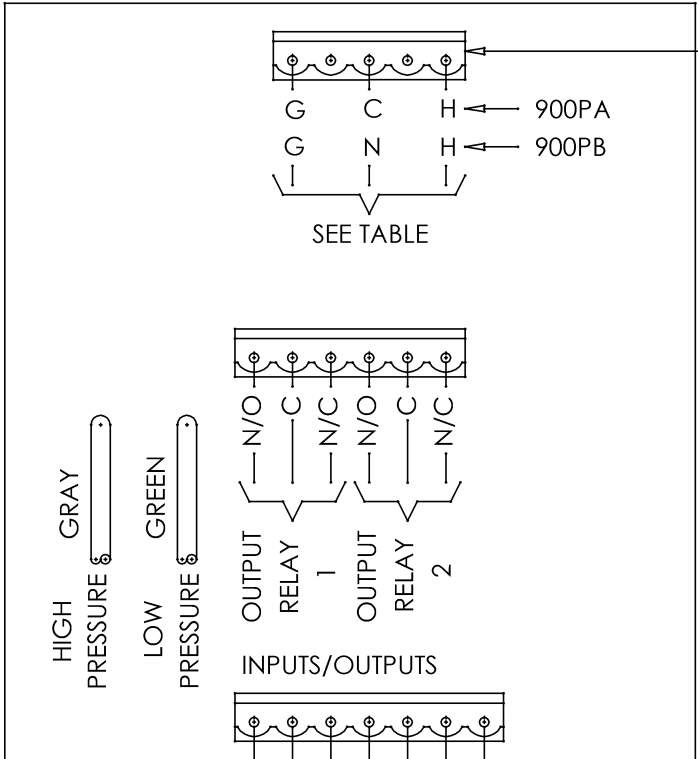 G C H 900PA
G N H 900PB
SEE TABLE
N/O C N/C N/O C N/C
GRAY
GREEN
HIGH
PRESSURE
LOW
PRESSURE
OUTPUT
RELAY
1
OUTPUT
RELAY
2
INPUTS/OUTPUTS